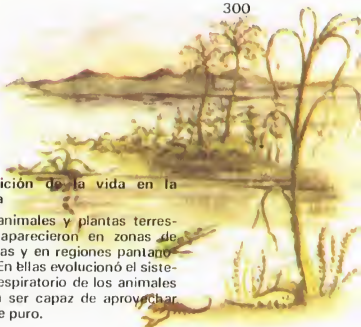 300
ición de la vida en la
a
animales y plantas terres-
aparecieron en zonas de
as y en regiones pantano-
En ellas evolucionó el siste-
espiratorio de los animales
ser capaz de aprovechar
e puro.